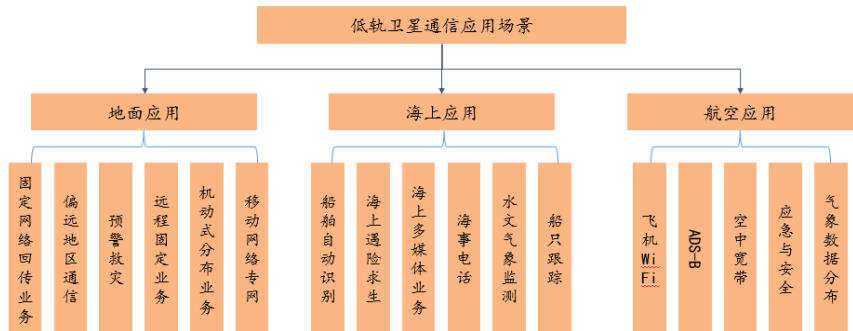 低轨卫星通信应用场景
地面应用
海上应用
航空应用
固定网络回传业务
偏远地区通信
预警救灾
远程固定业务
机动式分布业务
移动网络专网
船舶自动识别
海上遇险求生
海上多媒体业务
海事电话
水文气象监测
船只跟踪
飞机Wi
Fi
ADS-B
空中宽带
应急与安全
气象数据分布